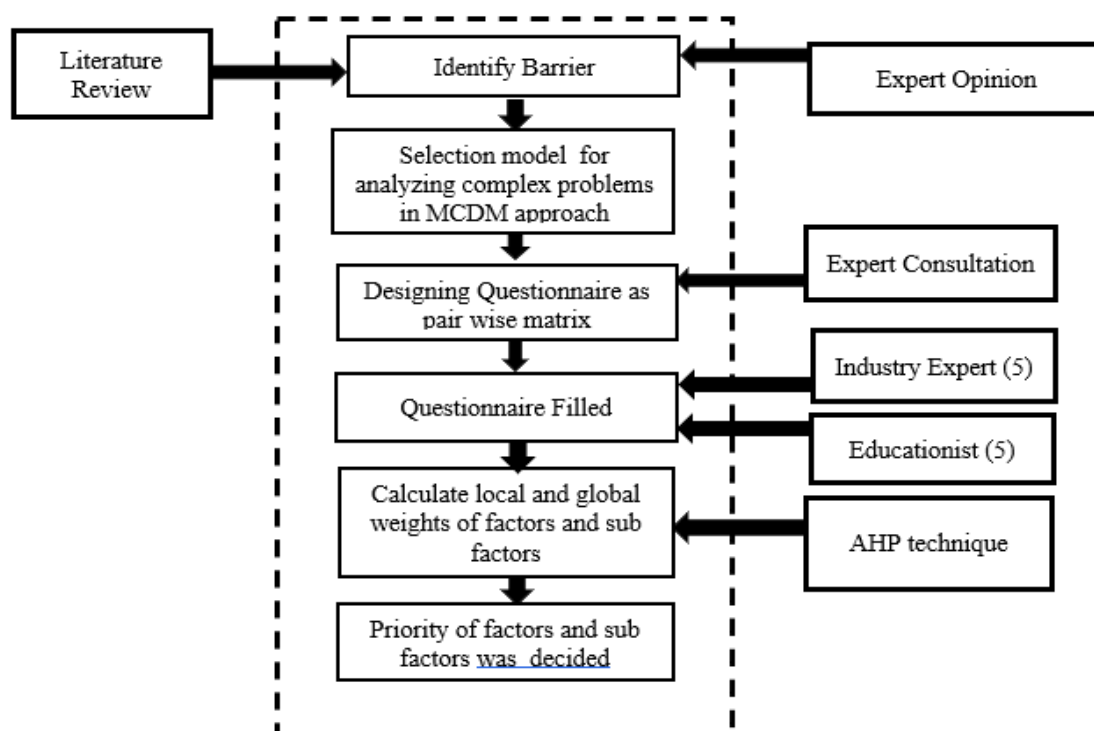 Literature
Review
Identify Barrier
Expert Opinion
Selection model for
analyzing complex problems
in MCDM approach
Expert Consultation
Designing Questionnaire as
pair wise matrix
Industry Expert (5)
Questionnaire Filled
Educationist (5)
Calculate local and global
weights of factors and sub
factors
AHP technique
Priority of factors and sub
factors was decided